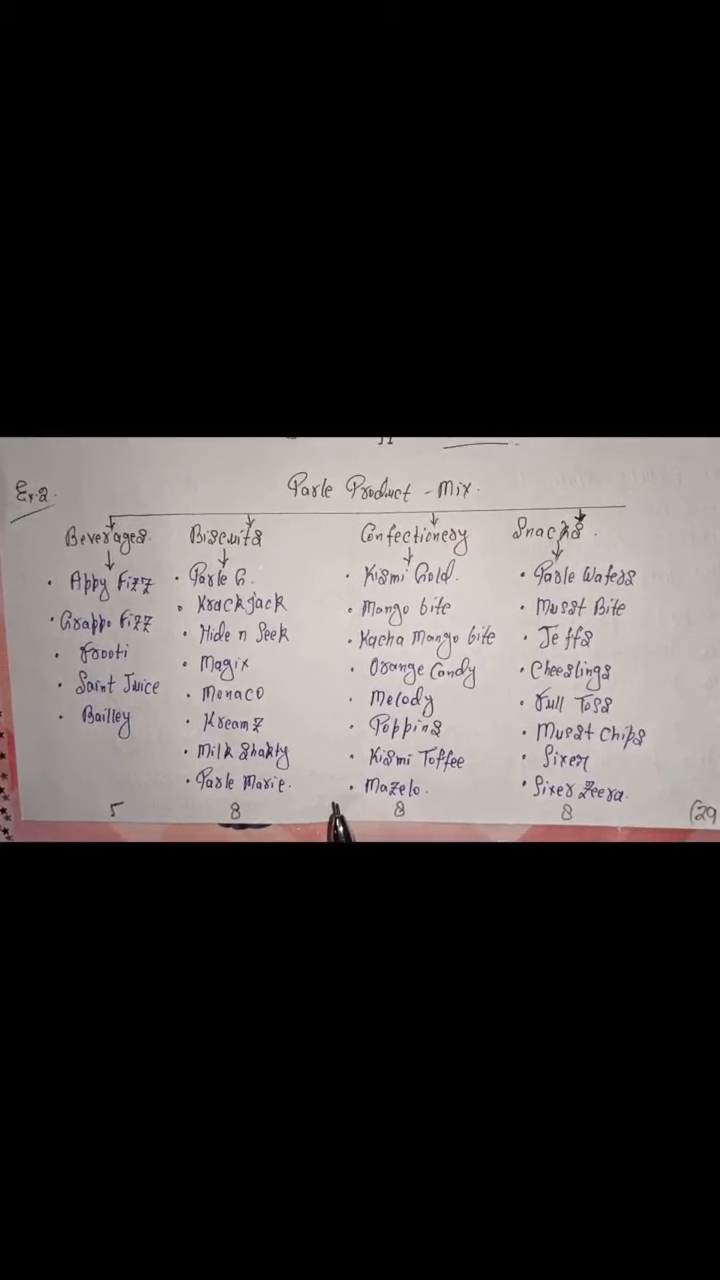 Ex.2.
Parle Product - Mix.
Beverages.
• Appy Fizz
• Grappo Fizz
• Frooti
• Saint Juice
• Bailley
5
Biscuits
• Parle G.
• Krackjack
• Hide n Seek
• Magix
• Monaco
• Kreamz
• Milk Shakty
• Parle Marie.
8
Confectionery
• Kismi Gold.
• Mango bite
• Kacha Mango bite
• Orange Candy
• Melody
• Poppins
• Kismi Toffee
• Mazelo.
8
Snacks.
• Parle Wafers
• Musst Bite
• Jeffs
• Cheeslings
• Full Toss
• Musst Chips
• Sixer
• Sixer Zeera.
8
(29